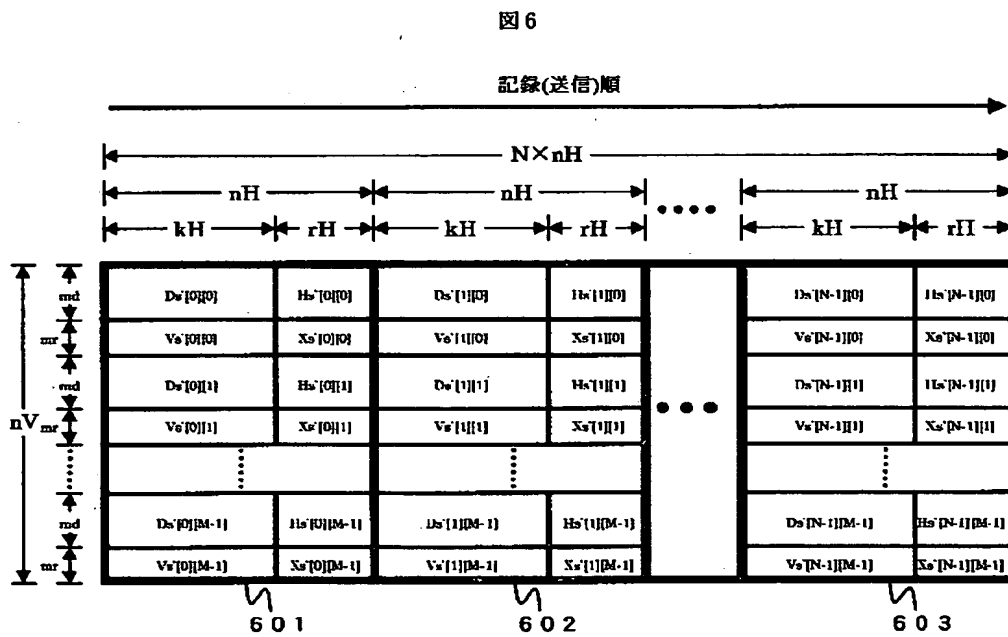 図6
記録(送信)順
N×nH
nH nH •••• nH
kH rH kH rH kH rH
md Ds'[0][0] Hs'[0][0] Ds'[1][0] Hs'[1][0] Ds'[N-1][0] Hs'[N-1][0]
mr Vs'[0][0] Xs'[0][0] Vs'[1][0] Xs'[1][0] Vs'[N-1][0] Xs'[N-1][0]
md Ds'[0][1] Hs'[0][1] Ds'[1][1] Hs'[1][1] Ds'[N-1][1] Hs'[N-1][1]
nV mr Vs'[0][1] Xs'[0][1] Vs'[1][1] Xs'[1][1] ••• Vs'[N-1][1] Xs'[N-1][1]
md Ds'[0][M-1] Hs'[0][M-1] Ds'[1][M-1] Hs'[1][M-1] Ds'[N-1][M-1] Hs'[N-1][M-1]
mr Vs'[0][M-1] Xs'[0][M-1] Vs'[1][M-1] Xs'[1][M-1] Vs'[N-1][M-1] Xs'[N-1][M-1]
601 602 603